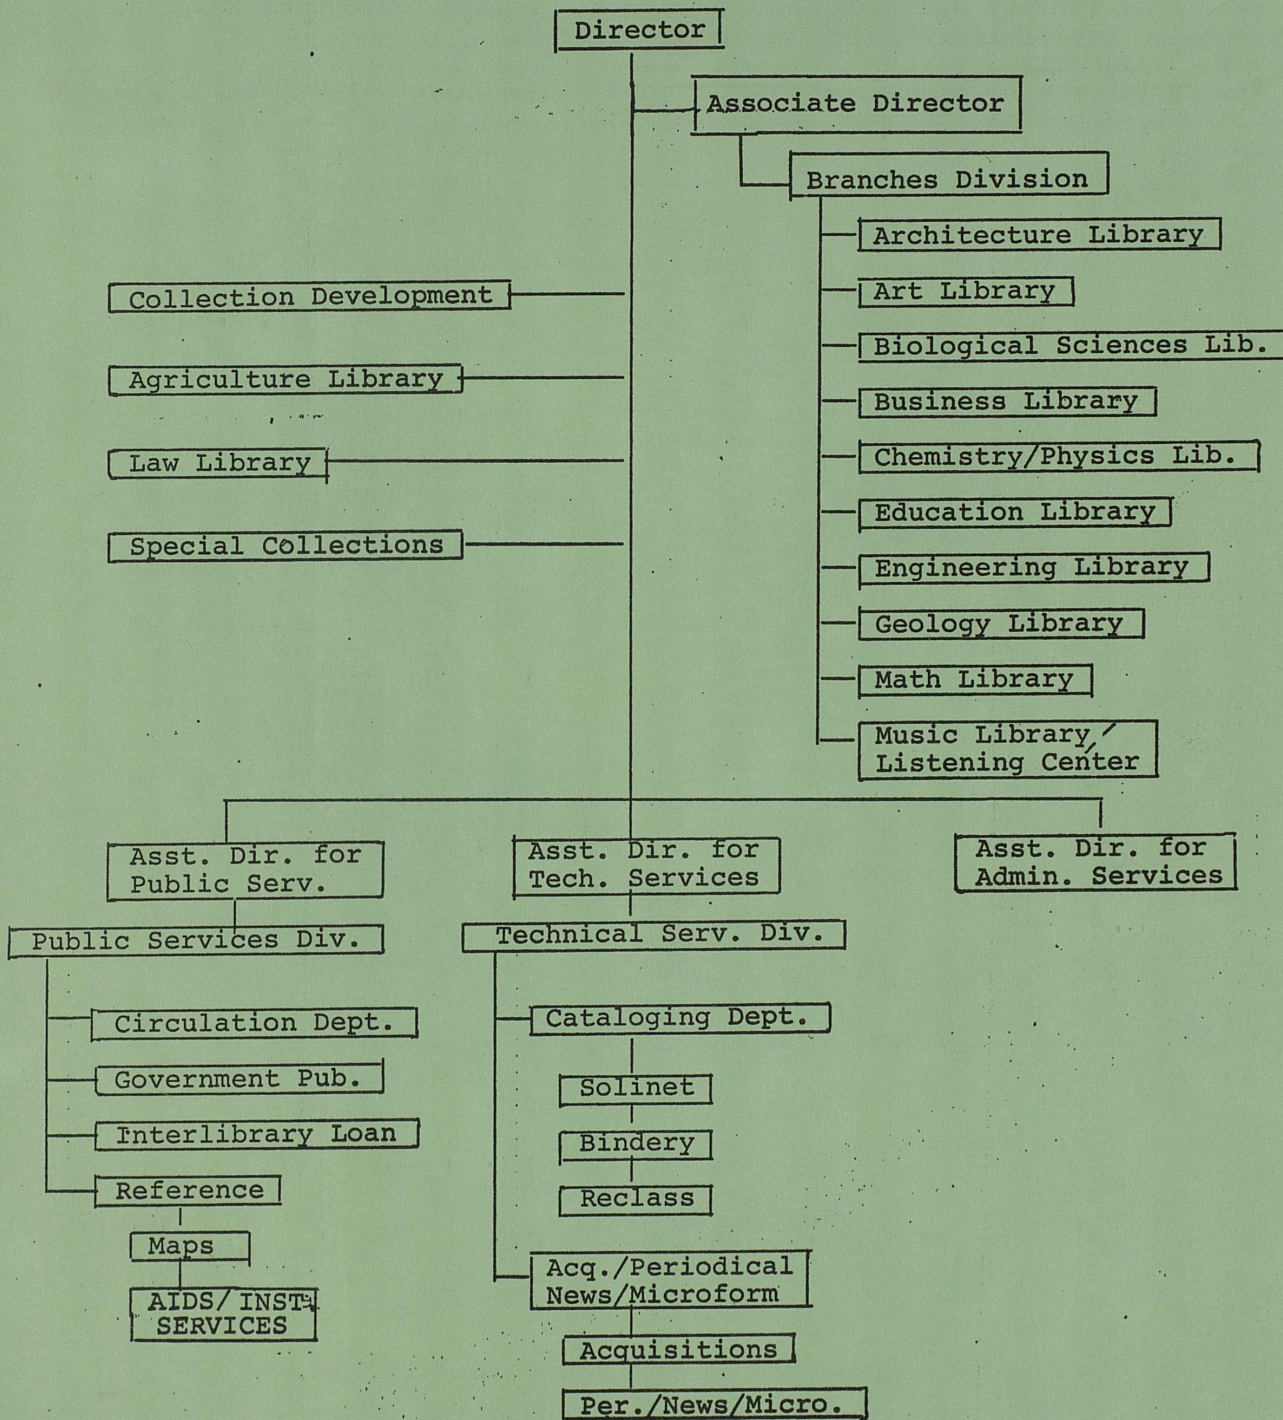 Director
Associate Director
Branches Division
Architecture Library
Art Library
Biological Sciences Lib.
Business Library
Chemistry/Physics Lib.
Education Library
Engineering Library
Geology Library
Math Library
Music Library/
Listening Center
Collection Development
Agriculture Library
Law Library
Special Collections
Asst. Dir. for
Public Serv.
Public Services Div.
Circulation Dept.
Government Pub.
Interlibrary Loan
Reference
Maps
AIDS/INST.
SERVICES
Asst. Dir. for
Tech. Services
Technical Serv. Div.
Cataloging Dept.
Solinet
Bindery
Reclass
Acq./Periodical
News/Microform
Acquisitions
Per./News/Micro.
Asst. Dir. for
Admin. Services